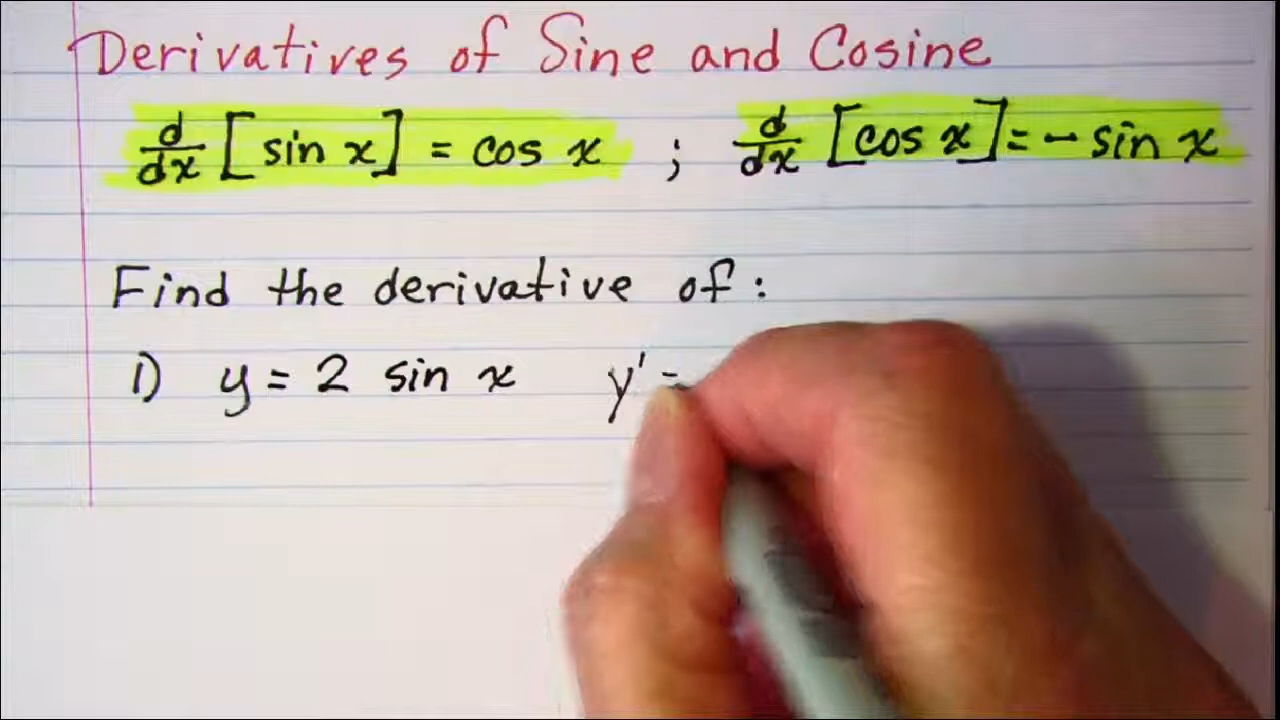 Derivatives of Sine and Cosine
d/dx [sin x] = cos x ; d/dx [cos x] = - sin x
Find the derivative of:
1) y = 2 sin x y' =